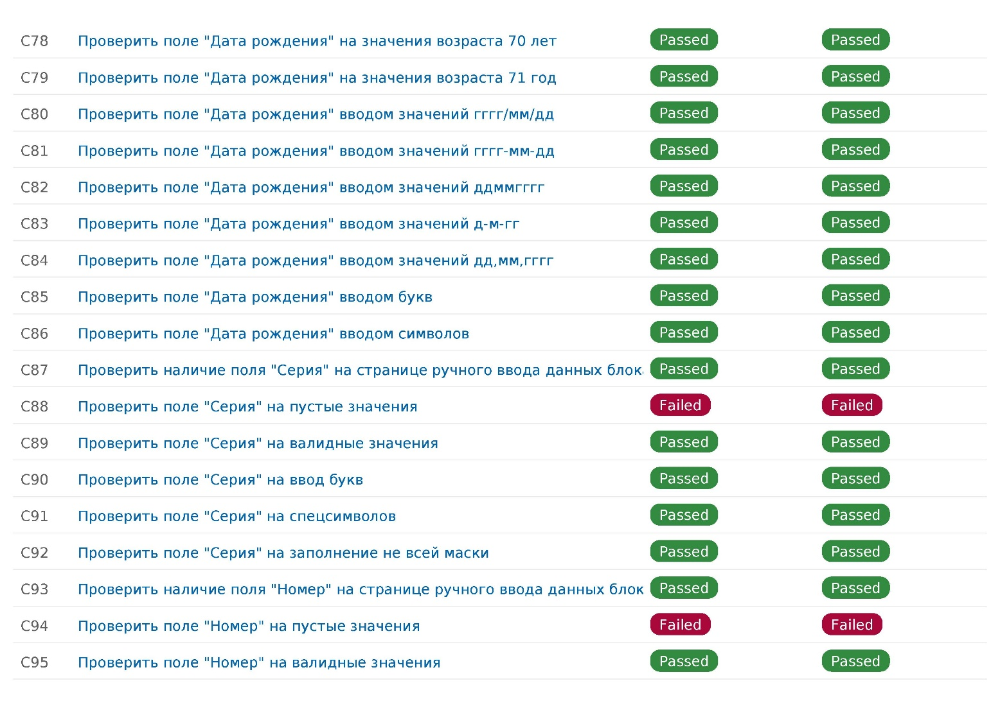 C78 Проверить поле "Дата рождения" на значения возраста 70 лет Passed Passed
C79 Проверить поле "Дата рождения" на значения возраста 71 год Passed Passed
C80 Проверить поле "Дата рождения" вводом значений гггг/мм/дд Passed Passed
C81 Проверить поле "Дата рождения" вводом значений гггг-мм-дд Passed Passed
C82 Проверить поле "Дата рождения" вводом значений ддммгггг Passed Passed
C83 Проверить поле "Дата рождения" вводом значений д-м-гг Passed Passed
C84 Проверить поле "Дата рождения" вводом значений дд,мм,гггг Passed Passed
C85 Проверить поле "Дата рождения" вводом букв Passed Passed
C86 Проверить поле "Дата рождения" вводом символов Passed Passed
C87 Проверить наличие поля "Серия" на странице ручного ввода данных блока Passed Passed
C88 Проверить поле "Серия" на пустые значения Failed Failed
C89 Проверить поле "Серия" на валидные значения Passed Passed
C90 Проверить поле "Серия" на ввод букв Passed Passed
C91 Проверить поле "Серия" на спецсимволов Passed Passed
C92 Проверить поле "Серия" на заполнение не всей маски Passed Passed
C93 Проверить наличие поля "Номер" на странице ручного ввода данных блок Passed Passed
C94 Проверить поле "Номер" на пустые значения Failed Failed
C95 Проверить поле "Номер" на валидные значения Passed Passed